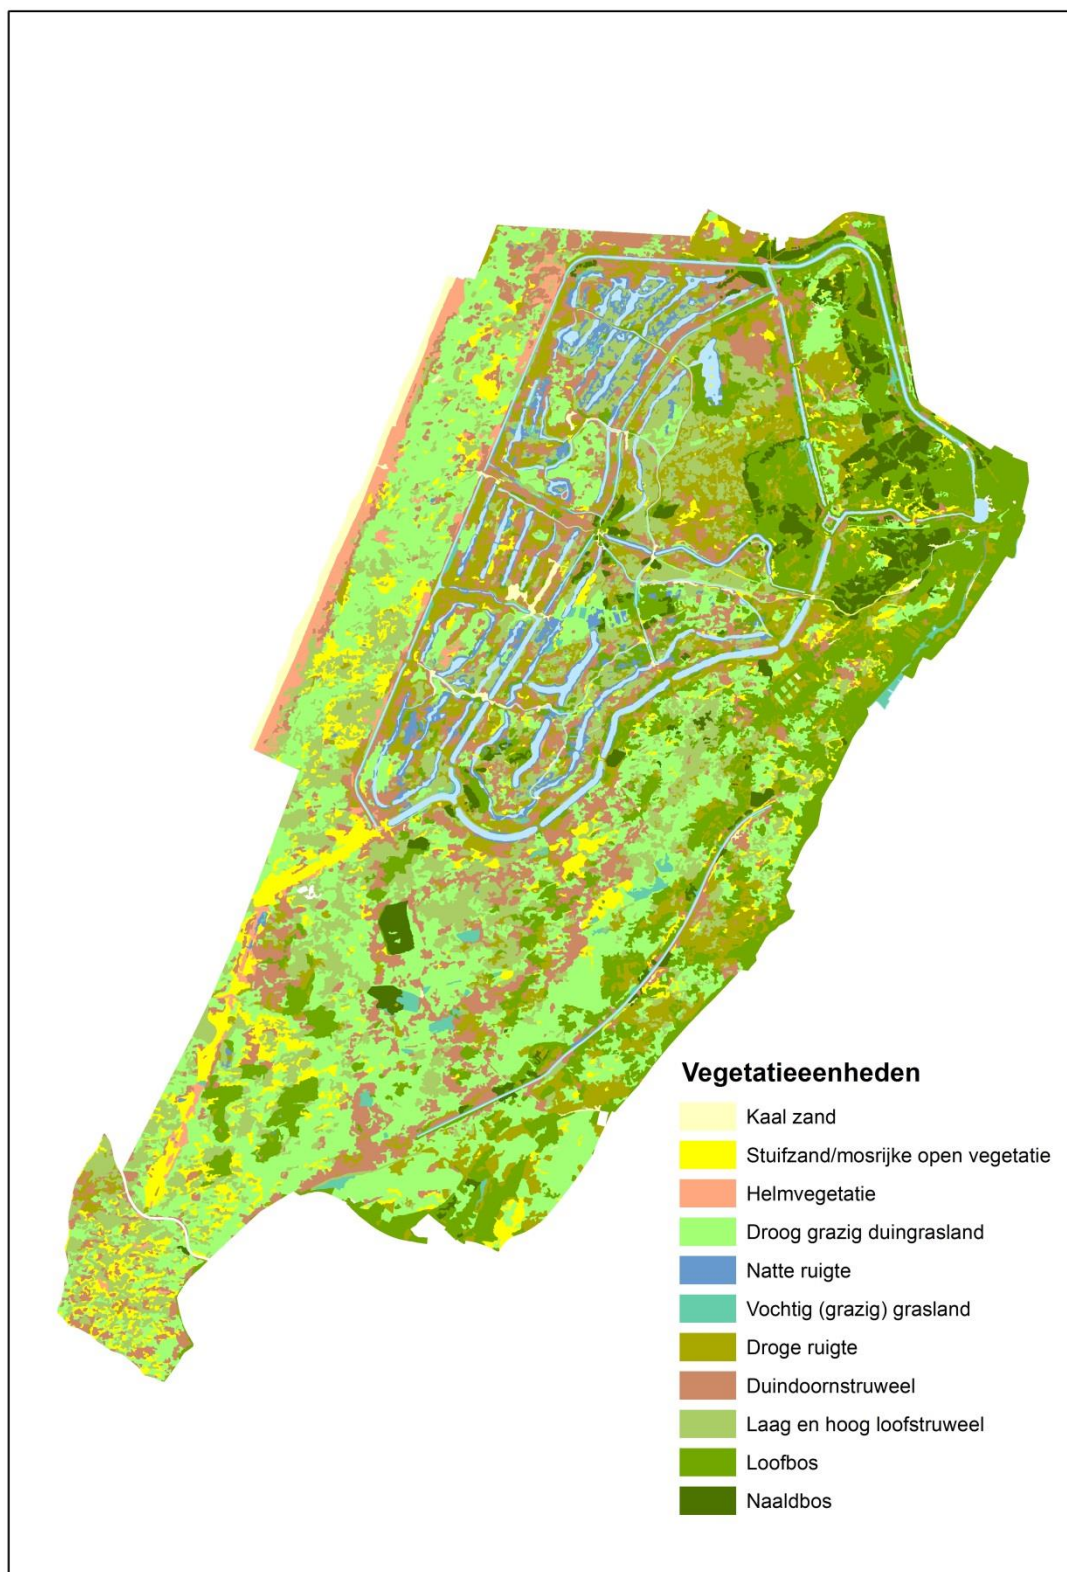 Vegetatieeenheden
Kaal zand
Stuifzand/mosrijke open vegetatie
Helmvegetatie
Droog grazig duingrasland
Natte ruigte
Vochtig (grazig) grasland
Droge ruigte
Duindoornstruweel
Laag en hoog loofstruweel
Loofbos
Naaldbos